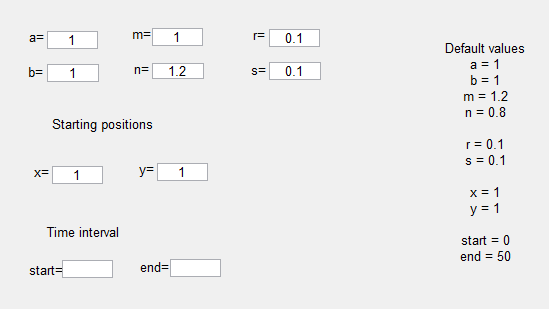 a= 1 m= 1 r= 0.1
b= 1 n= 1.2 s= 0.1
Starting positions
x= 1 y= 1
Time interval
start= end=
Default values
a = 1
b = 1
m = 1.2
n = 0.8
r = 0.1
s = 0.1
x = 1
y = 1
start = 0
end = 50